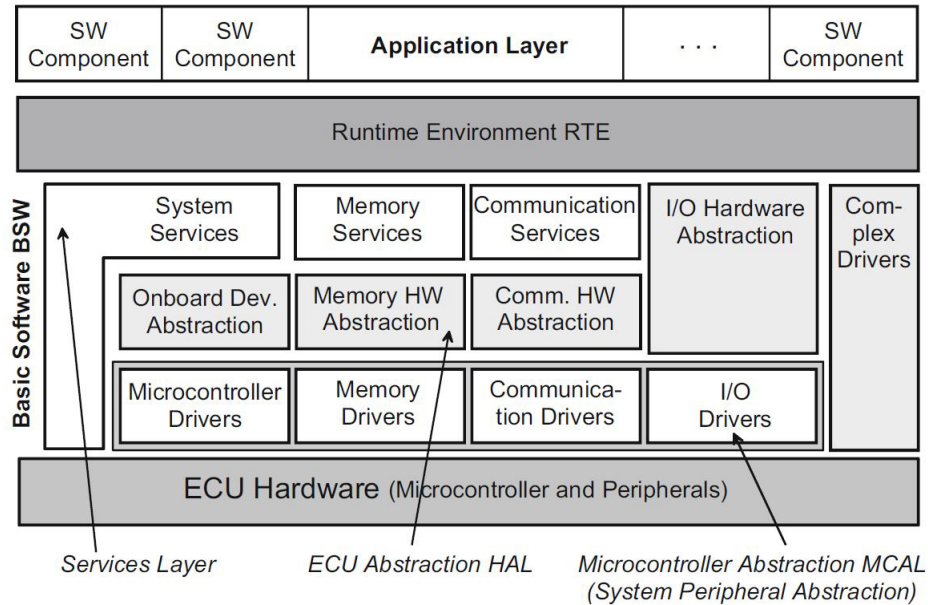 SW
Component
SW
Component
Application Layer
. . .
SW
Component
Runtime Environment RTE
Basic Software BSW
System
Services
Memory
Services
Communication
Services
I/O Hardware
Abstraction
Com-
plex
Drivers
Onboard Dev.
Abstraction
Memory HW
Abstraction
Comm. HW
Abstraction
Microcontroller
Drivers
Memory
Drivers
Communica-
tion Drivers
I/O
Drivers
ECU Hardware (Microcontroller and Peripherals)
Services Layer
ECU Abstraction HAL
Microcontroller Abstraction MCAL
(System Peripheral Abstraction)